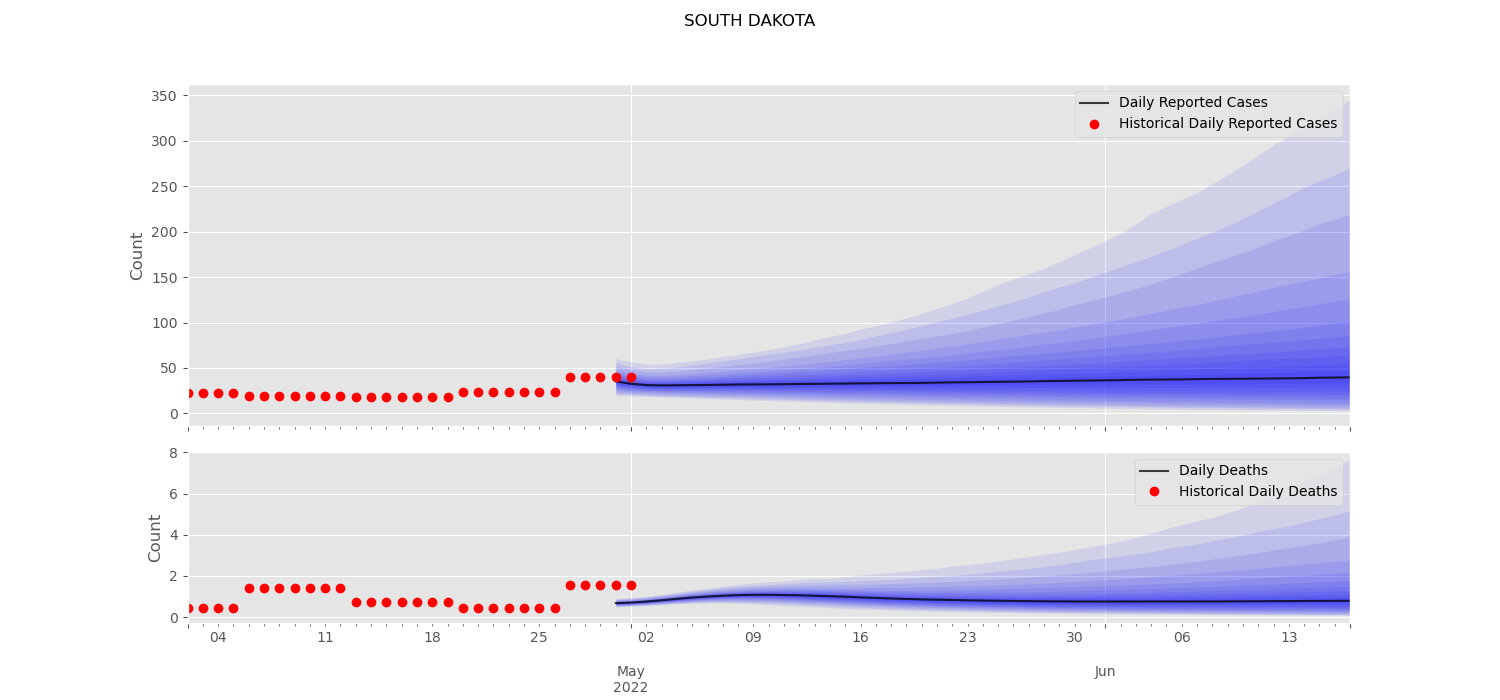 SOUTH DAKOTA
350
300
250
200
150
100
50
0
Count
Daily Reported Cases
Historical Daily Reported Cases
8
6
4
2
0
Count
Daily Deaths
Historical Daily Deaths
04 11 18 25 02 09 16 23 30 06 13
May Jun
2022